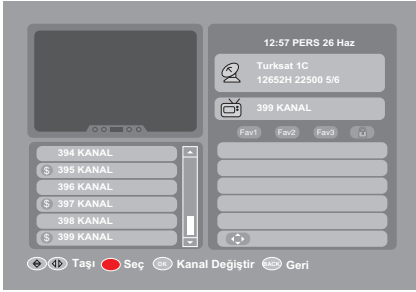 12:57 PERS 26 Haz
Turksat 1C
12652H 22500 5/6
399 KANAL
Fav1 Fav2 Fav3
394 KANAL
$ 395 KANAL
396 KANAL
$ 397 KANAL
398 KANAL
$ 399 KANAL
Taşı Seç OK Kanal Değiştir BACK Geri